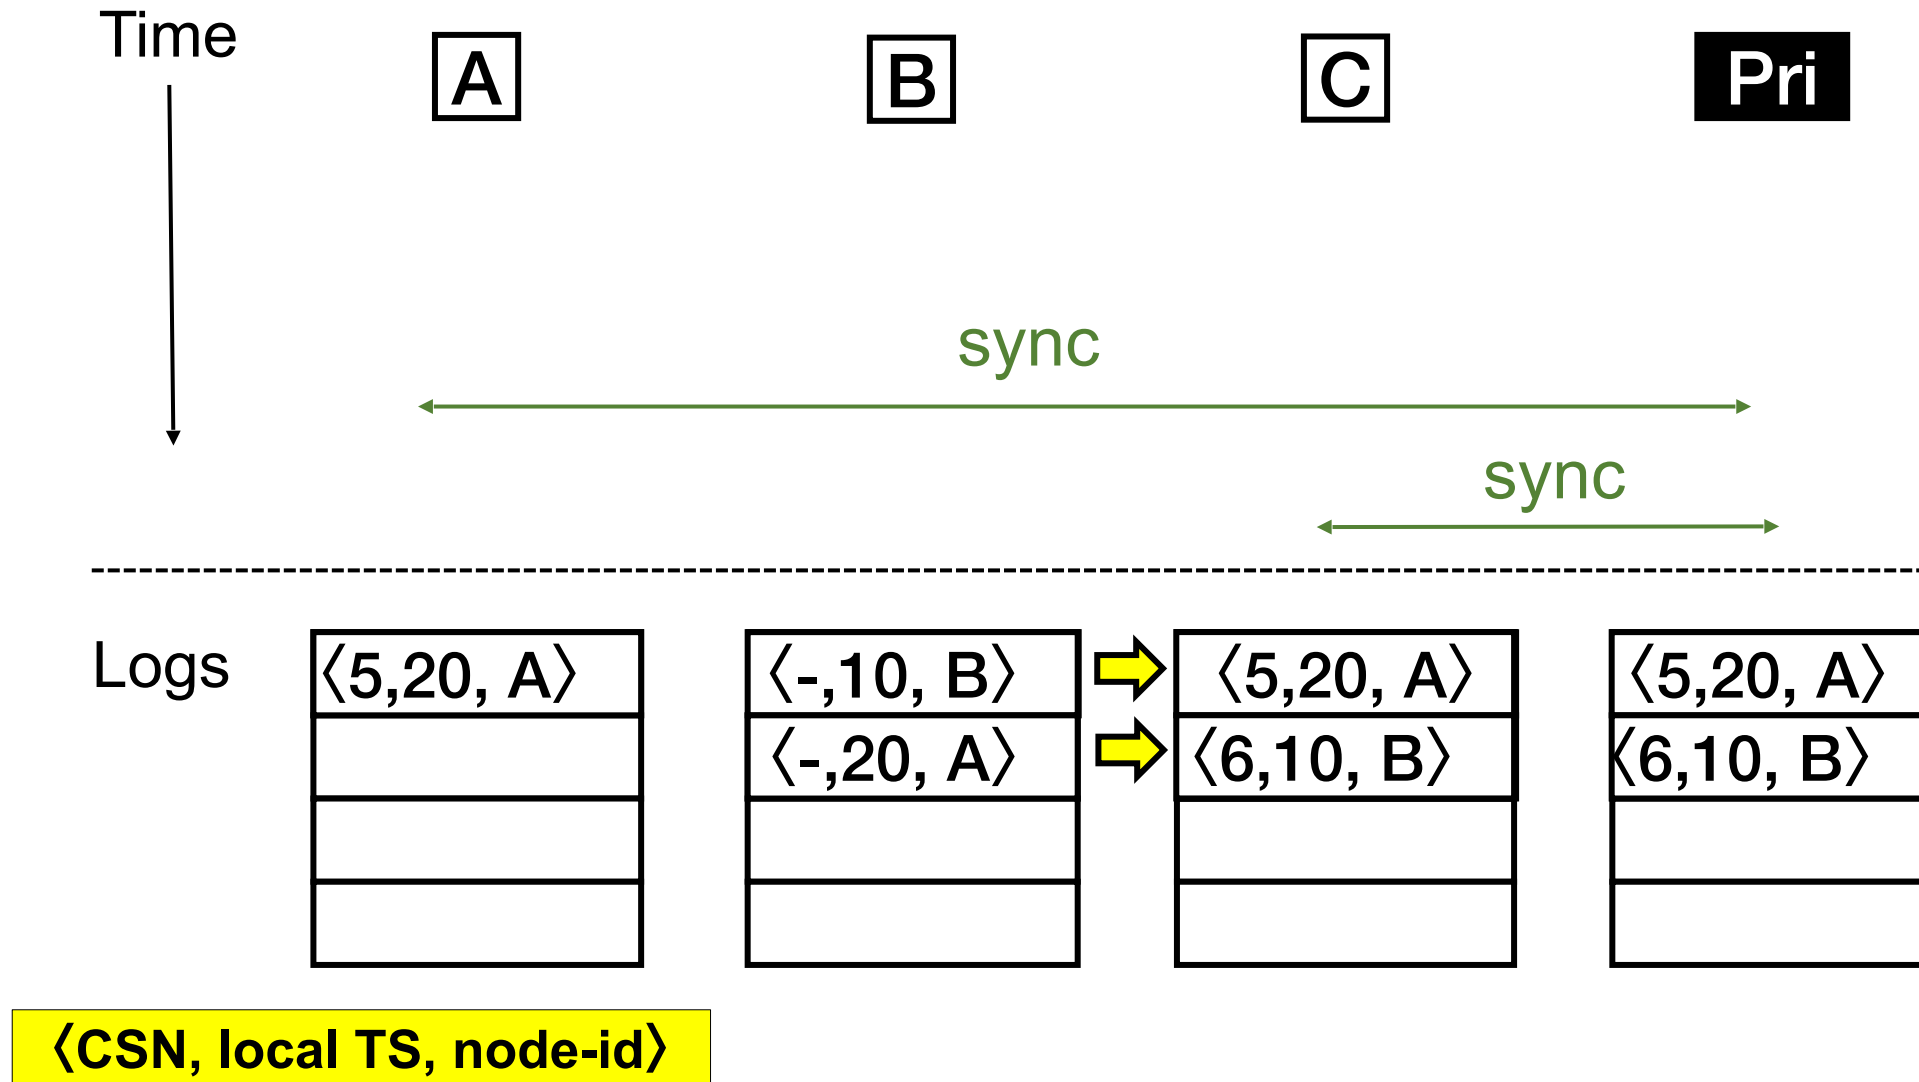 Time
A
B
C
Pri
sync
sync
Logs
⟨5,20, A⟩
⟨-,10, B⟩
⟨5,20, A⟩
⟨5,20, A⟩
⟨-,20, A⟩
⟨6,10, B⟩
⟨6,10, B⟩
⟨CSN, local TS, node-id⟩